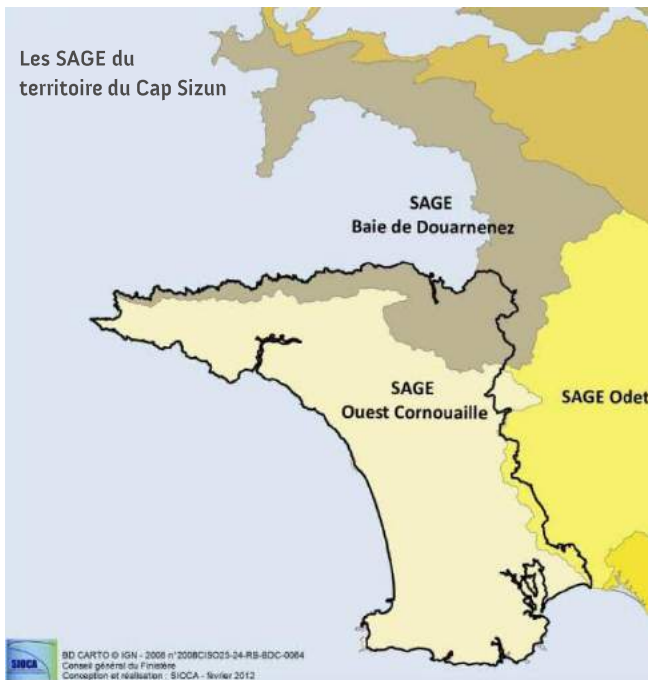 Les SAGE du
territoire du Cap Sizun
SAGE
Baie de Douarnenez
SAGE
Ouest Cornouaille
SAGE Odet
SIOCA
BD CARTO © IGN - 2008 n°2008CISO25-24-RB-BDC-0064
Conseil général du Finistère
Conception et réalisation : SIOCA - février 2012